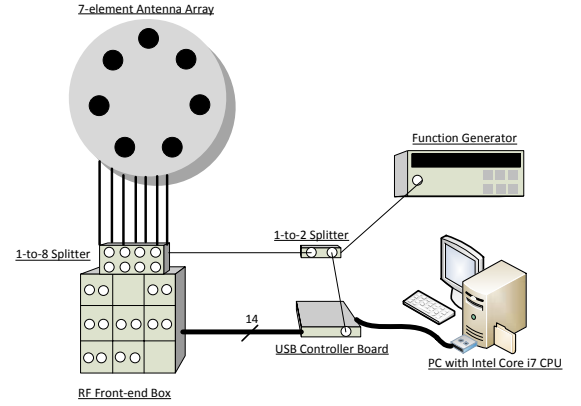 7-element Antenna Array
Function Generator
1-to-2 Splitter
1-to-8 Splitter
14
USB Controller Board
PC with Intel Core i7 CPU
RF Front-end Box